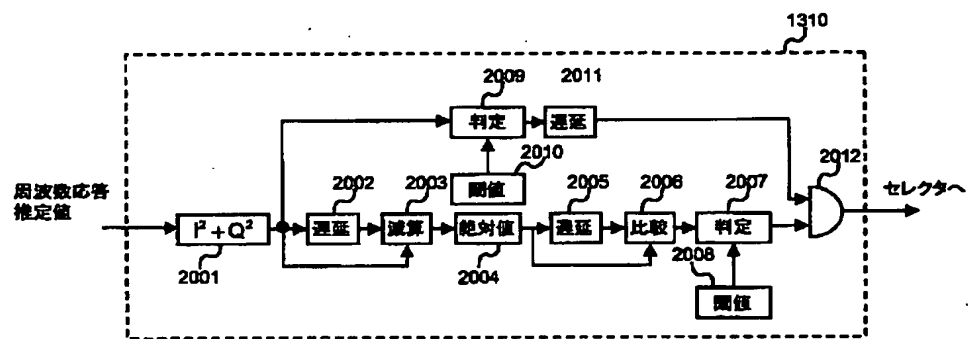 1310
2009
2011
判定
遅延
2010
閾値
2012
周波数応答
推定値
セレクタへ
2002
2003
2005
2006
2007
I²+Q²
遅延
減算
絶対値
遅延
比較
判定
2001
2004
2008
閾値